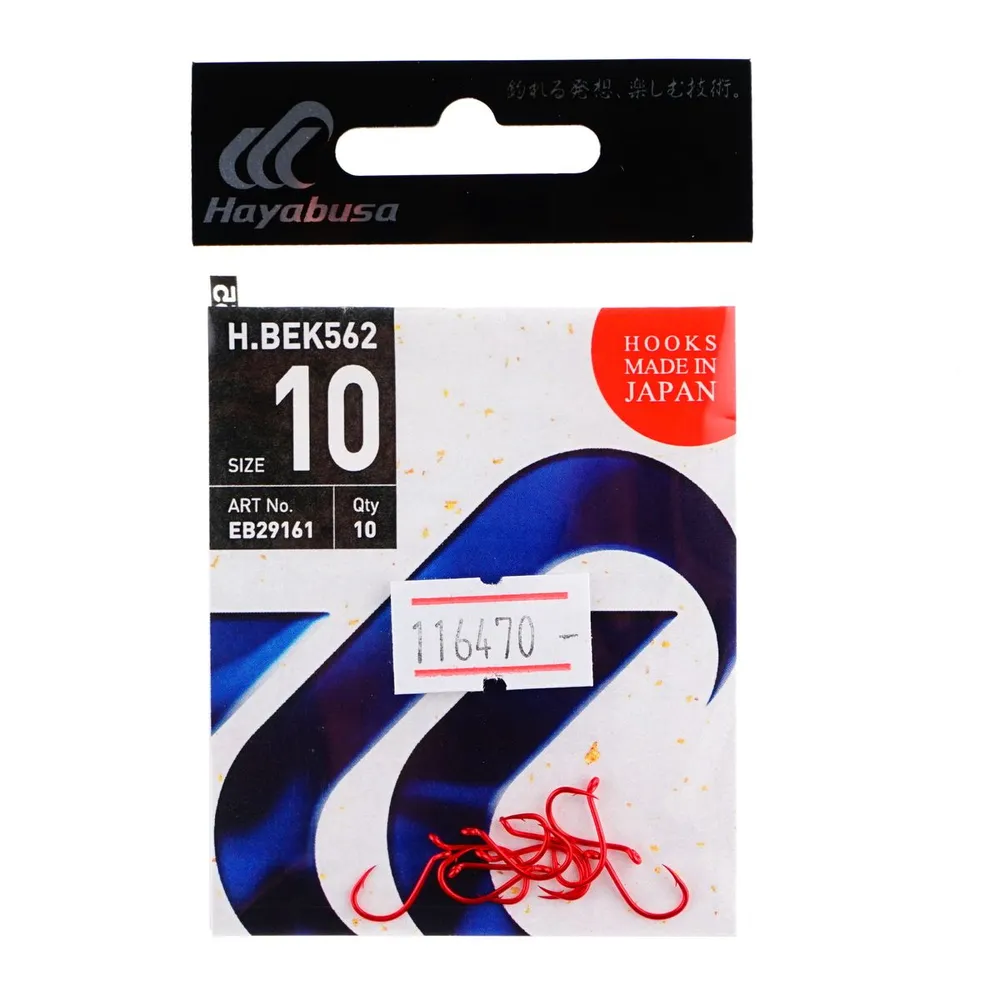 釣れる発想、楽しむ技術。
Hayabusa
H.BEK562
SIZE 10
ART No. Qty
EB29161 10
HOOKS
MADE IN
JAPAN
116470 –